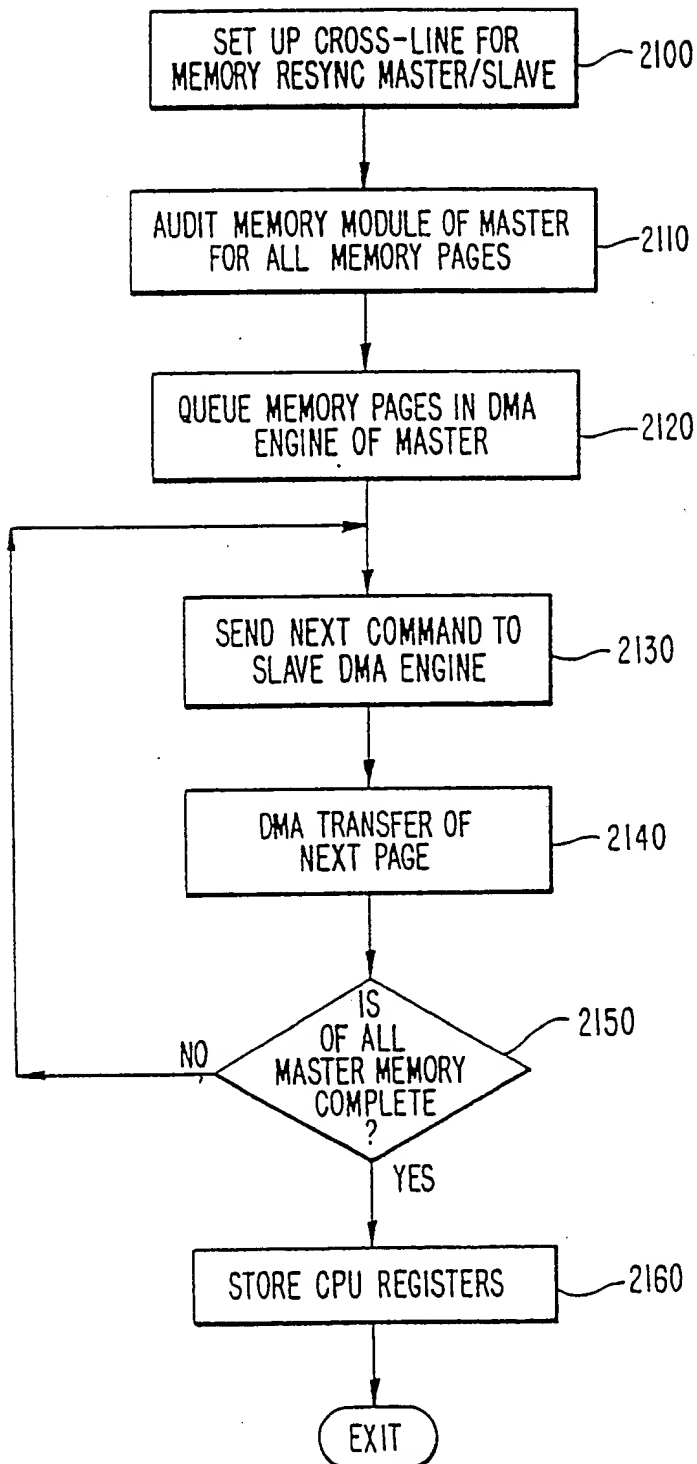 SET UP CROSS-LINE FOR
MEMORY RESYNC MASTER/SLAVE
2100
AUDIT MEMORY MODULE OF MASTER
FOR ALL MEMORY PAGES
2110
QUEUE MEMORY PAGES IN DMA
ENGINE OF MASTER
2120
SEND NEXT COMMAND TO
SLAVE DMA ENGINE
2130
DMA TRANSFER OF
NEXT PAGE
2140
IS
OF ALL
MASTER MEMORY
COMPLETE
?
2150
NO
YES
STORE CPU REGISTERS
2160
EXIT